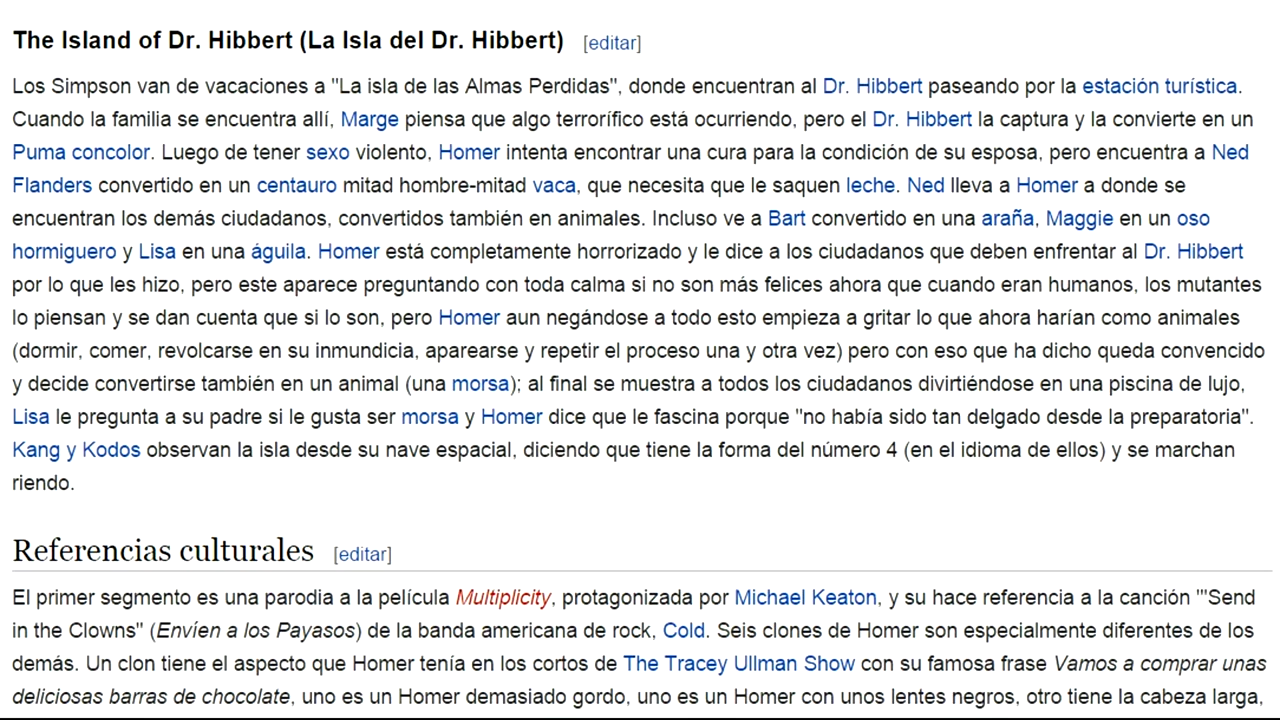 The Island of Dr. Hibbert (La Isla del Dr. Hibbert) [editar]
Los Simpson van de vacaciones a "La isla de las Almas Perdidas", donde encuentran al Dr. Hibbert paseando por la estación turística.
Cuando la familia se encuentra allí, Marge piensa que algo terrorífico está ocurriendo, pero el Dr. Hibbert la captura y la convierte en un
Puma concolor. Luego de tener sexo violento, Homer intenta encontrar una cura para la condición de su esposa, pero encuentra a Ned
Flanders convertido en un centauro mitad hombre-mitad vaca, que necesita que le saquen leche. Ned lleva a Homer a donde se
encuentran los demás ciudadanos, convertidos también en animales. Incluso ve a Bart convertido en una araña, Maggie en un oso
hormiguero y Lisa en una águila. Homer está completamente horrorizado y le dice a los ciudadanos que deben enfrentar al Dr. Hibbert
por lo que les hizo, pero este aparece preguntando con toda calma si no son más felices ahora que cuando eran humanos, los mutantes
lo piensan y se dan cuenta que si lo son, pero Homer aun negándose a todo esto empieza a gritar lo que ahora harían como animales
(dormir, comer, revolcarse en su inmundicia, aparearse y repetir el proceso una y otra vez) pero con eso que ha dicho queda convencido
y decide convertirse también en un animal (una morsa); al final se muestra a todos los ciudadanos divirtiéndose en una piscina de lujo,
Lisa le pregunta a su padre si le gusta ser morsa y Homer dice que le fascina porque "no había sido tan delgado desde la preparatoria".
Kang y Kodos observan la isla desde su nave espacial, diciendo que tiene la forma del número 4 (en el idioma de ellos) y se marchan
riendo.
Referencias culturales [editar]
El primer segmento es una parodia a la película Multiplicity, protagonizada por Michael Keaton, y su hace referencia a la canción '"Send
in the Clowns" (Envíen a los Payasos) de la banda americana de rock, Cold. Seis clones de Homer son especialmente diferentes de los
demás. Un clon tiene el aspecto que Homer tenía en los cortos de The Tracey Ullman Show con su famosa frase Vamos a comprar unas
deliciosas barras de chocolate, uno es un Homer demasiado gordo, uno es un Homer con unos lentes negros, otro tiene la cabeza larga,